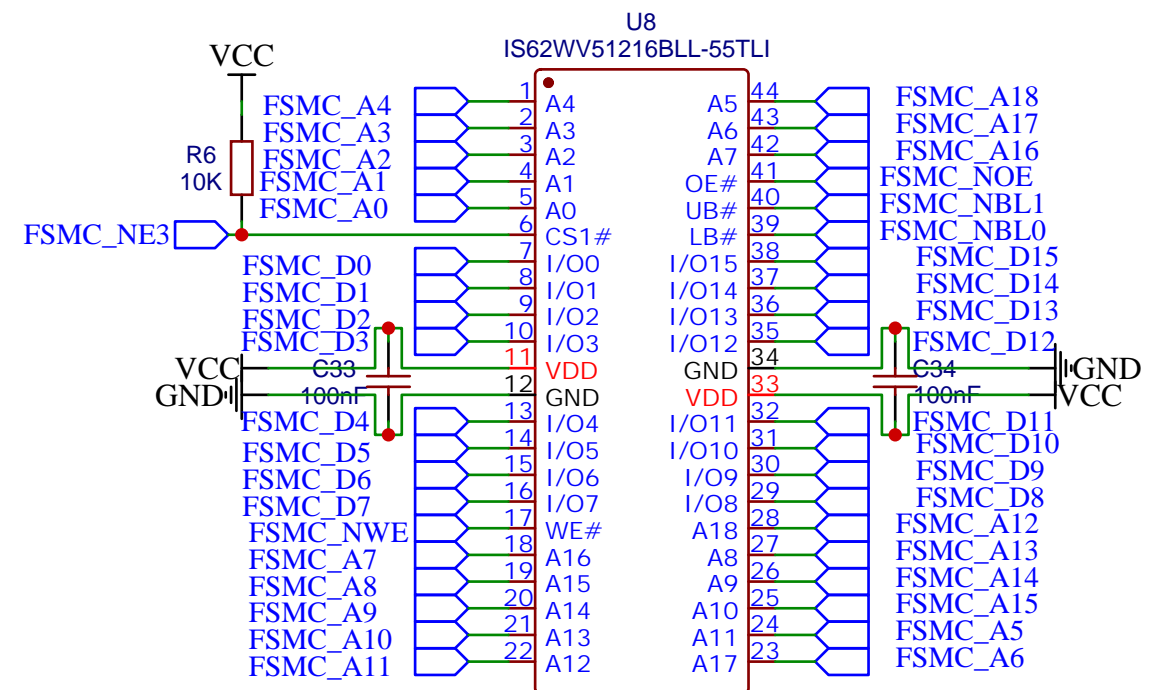 U8
IS62WV51216BLL-55TLI
VCC
R6
10K
FSMC_NE3
FSMC_A4 1 A4
FSMC_A3 2 A3
FSMC_A2 3 A2
FSMC_A1 4 A1
FSMC_A0 5 A0
6 CS1#
FSMC_D0 7 I/O0
FSMC_D1 8 I/O1
FSMC_D2 9 I/O2
FSMC_D3 10 I/O3
VCC C33 11 VDD
GND 100nF 12 GND
FSMC_D4 13 I/O4
FSMC_D5 14 I/O5
FSMC_D6 15 I/O6
FSMC_D7 16 I/O7
FSMC_NWE 17 WE#
FSMC_A7 18 A16
FSMC_A8 19 A15
FSMC_A9 20 A14
FSMC_A10 21 A13
FSMC_A11 22 A12
A5 44 FSMC_A18
A6 43 FSMC_A17
A7 42 FSMC_A16
OE# 41 FSMC_NOE
UB# 40 FSMC_NBL1
LB# 39 FSMC_NBL0
I/O15 38 FSMC_D15
I/O14 37 FSMC_D14
I/O13 36 FSMC_D13
I/O12 35 FSMC_D12
GND 34 C34 GND
VDD 33 100nF VCC
I/O11 32 FSMC_D11
I/O10 31 FSMC_D10
I/O9 30 FSMC_D9
I/O8 29 FSMC_D8
A18 28 FSMC_A12
A8 27 FSMC_A13
A9 26 FSMC_A14
A10 25 FSMC_A15
A11 24 FSMC_A5
A17 23 FSMC_A6